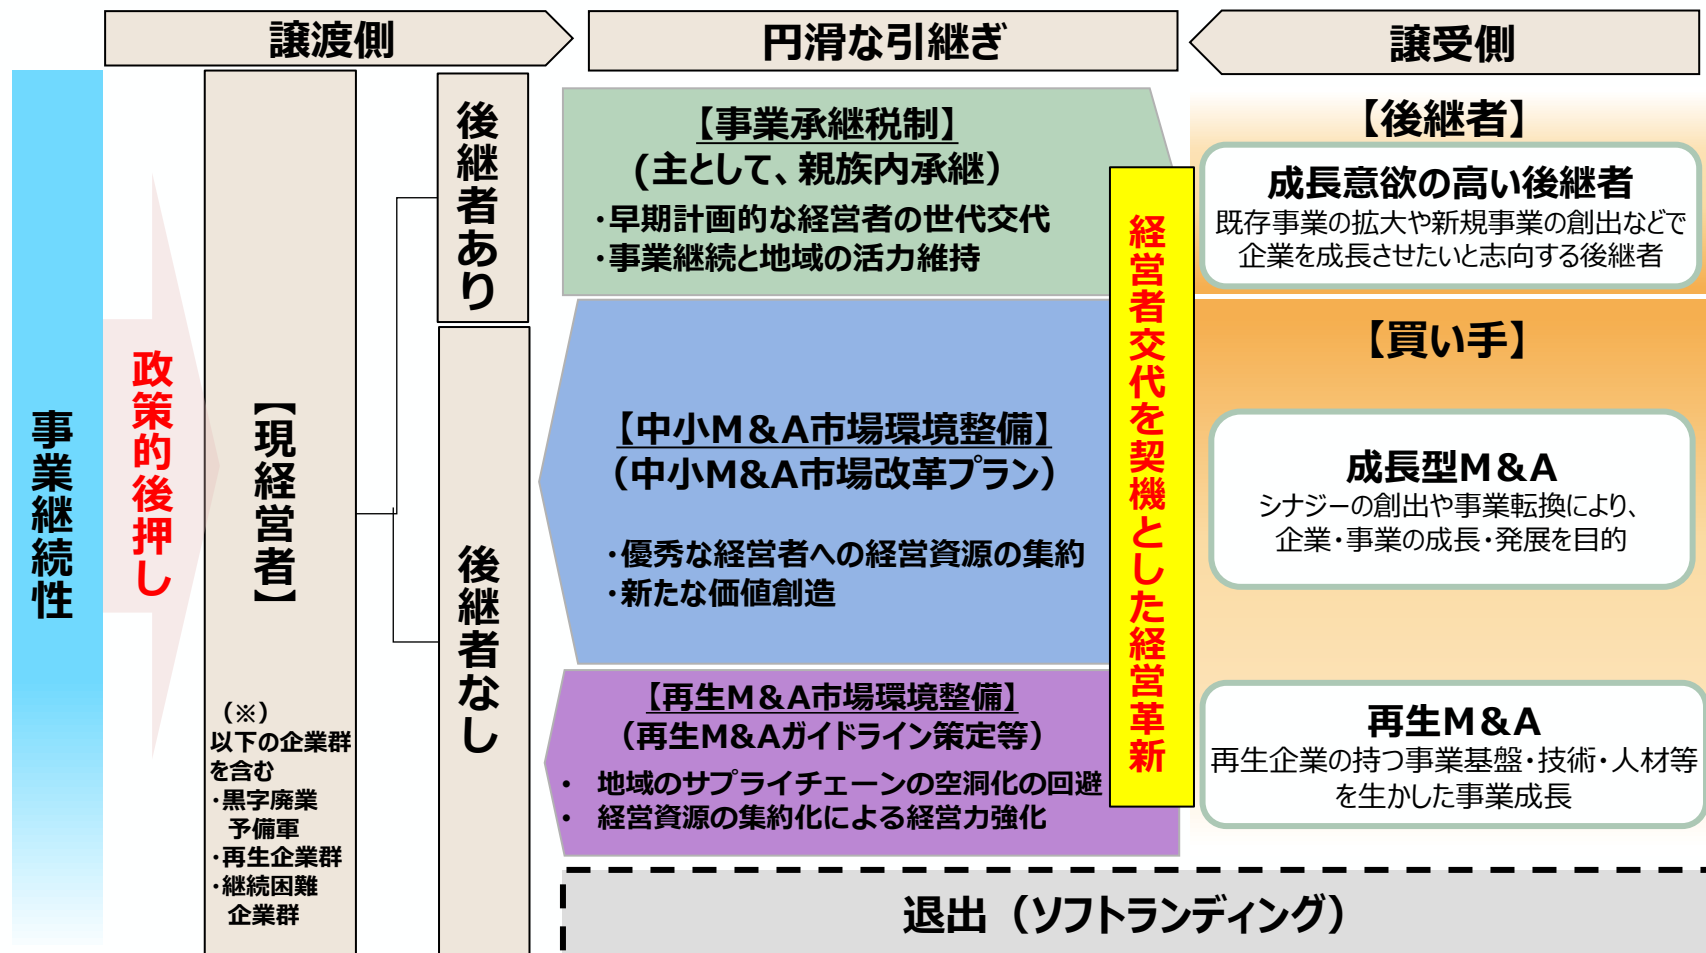 譲渡側
円滑な引継ぎ
譲受側
事業継続性
政策的後押し
【現経営者】
(※)
以下の企業群
を含む
・黒字廃業
予備軍
・再生企業群
・継続困難
企業群
後継者あり
後継者なし
【事業承継税制】
(主として、親族内承継)
・早期計画的な経営者の世代交代
・事業継続と地域の活力維持
【中小M&A市場環境整備】
(中小M&A市場改革プラン)
・優秀な経営者への経営資源の集約
・新たな価値創造
【再生M&A市場環境整備】
(再生M&Aガイドライン策定等)
・ 地域のサプライチェーンの空洞化の回避
・ 経営資源の集約化による経営力強化
経営者交代を契機とした経営革新
【後継者】
成長意欲の高い後継者
既存事業の拡大や新規事業の創出などで
企業を成長させたいと志向する後継者
【買い手】
成長型M&A
シナジーの創出や事業転換により、
企業・事業の成長・発展を目的
再生M&A
再生企業の持つ事業基盤・技術・人材等
を生かした事業成長
退出(ソフトランディング)